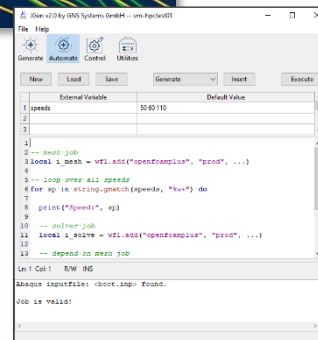 JGen v2.0 by GNS Systems GmbH -- vm-hpctest01
File Help
Generate Automate Control Utilities
New Load Save Generate Insert Execute
External Variable Default Value
1 speeds 50 60 110
2
3
1
2 -- mesh-job
3 local i_mesh = wfl.add("openfoamplus", "prod", ...)
4
5 -- loop over all speeds
6 for sp in string.gmatch(speeds, "%w+") do
7
8 print("Speed:", sp)
9
10 -- solver-job
11 local i_solve = wfl.add("openfoamplus", "prod", ...)
12
13 -- depend on mesh job
Ln: 1 Col: 1 R/W INS
Abaqus inputfile: <boot.inp> found.
Job is valid!